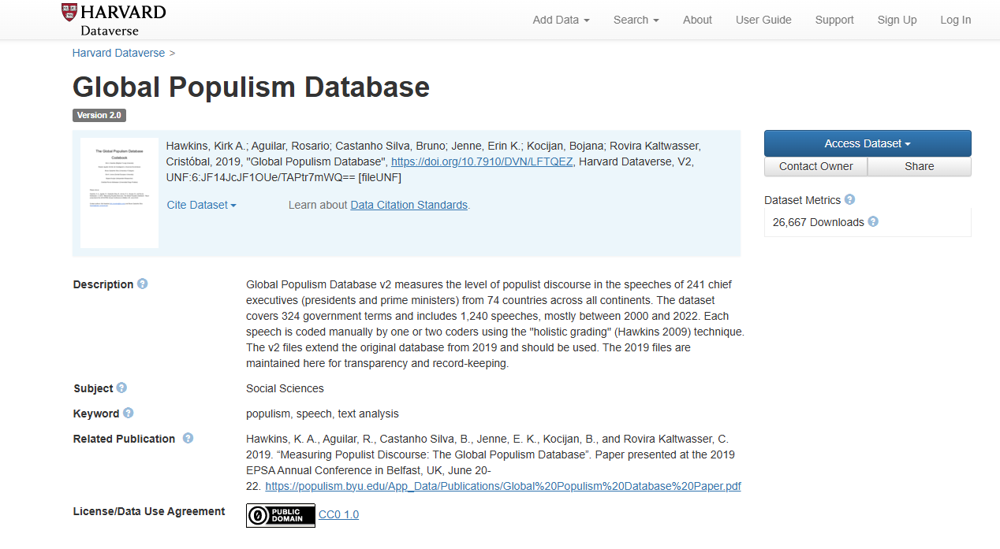 HARVARD
Dataverse
Add Data
Search
About
User Guide
Support
Sign Up
Log In
Harvard Dataverse >
Global Populism Database
Version 2.0
The Global Populism Database
Codebook
Hawkins, Kirk A.; Aguilar, Rosario; Castanho Silva, Bruno; Jenne, Erin K.; Kocijan, Bojana; Rovira Kaltwasser,
Cristóbal, 2019, "Global Populism Database", https://doi.org/10.7910/DVN/LFTQEZ, Harvard Dataverse, V2,
UNF:6:JF14JcJF1OUe/TAPtr7mWQ== [fileUNF]
Cite Dataset
Learn about Data Citation Standards.
Access Dataset
Contact Owner
Share
Dataset Metrics ?
26,667 Downloads ?
Description ?
Global Populism Database v2 measures the level of populist discourse in the speeches of 241 chief
executives (presidents and prime ministers) from 74 countries across all continents. The dataset
covers 324 government terms and includes 1,240 speeches, mostly between 2000 and 2022. Each
speech is coded manually by one or two coders using the "holistic grading" (Hawkins 2009) technique.
The v2 files extend the original database from 2019 and should be used. The 2019 files are
maintained here for transparency and record-keeping.
Subject ?
Social Sciences
Keyword ?
populism, speech, text analysis
Related Publication ?
Hawkins, K. A., Aguilar, R., Castanho Silva, B., Jenne, E. K., Kocijan, B., and Rovira Kaltwasser, C.
2019. “Measuring Populist Discourse: The Global Populism Database”. Paper presented at the 2019
EPSA Annual Conference in Belfast, UK, June 20-
22. https://populism.byu.edu/App_Data/Publications/Global%20Populism%20Database%20Paper.pdf
License/Data Use Agreement
PUBLIC
DOMAIN
CC0 1.0